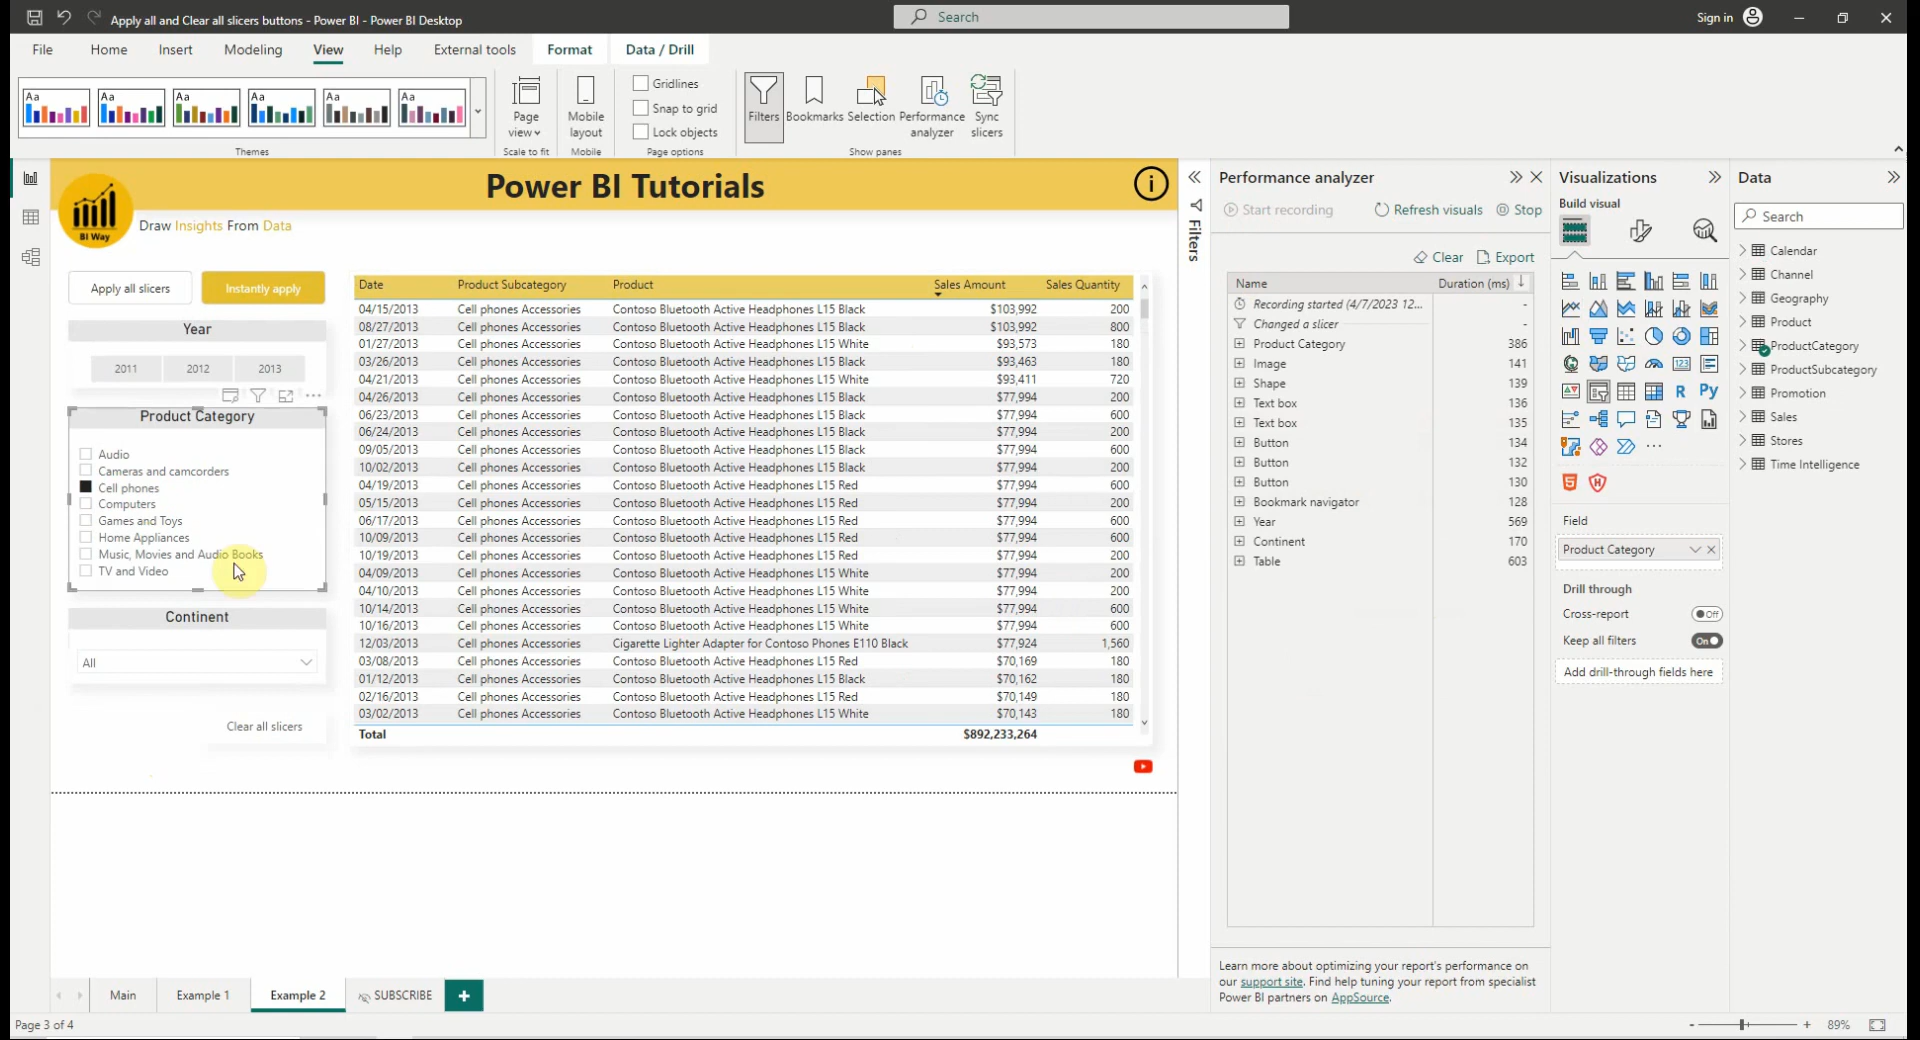 Apply all and Clear all slicers buttons - Power BI - Power BI Desktop
Search
Sign in
File Home Insert Modeling View Help External tools Format Data / Drill
Aa Aa Aa Aa Aa Aa
Themes
Page view
Scale to fit
Mobile layout
Mobile
Gridlines
Snap to grid
Lock objects
Page options
Filters
Bookmarks
Selection
Performance analyzer
Sync slicers
Show panes
Power BI Tutorials
BI Way
Draw Insights From Data
Apply all slicers
Instantly apply
Year
2011 2012 2013
Product Category
Audio
Cameras and camcorders
Cell phones
Computers
Games and Toys
Home Appliances
Music, Movies and Audio Books
TV and Video
Continent
All
Clear all slicers
Date Product Subcategory Product Sales Amount Sales Quantity
04/15/2013 Cell phones Accessories Contoso Bluetooth Active Headphones L15 Black $103,992 200
08/27/2013 Cell phones Accessories Contoso Bluetooth Active Headphones L15 Black $103,992 800
01/27/2013 Cell phones Accessories Contoso Bluetooth Active Headphones L15 White $93,573 180
03/26/2013 Cell phones Accessories Contoso Bluetooth Active Headphones L15 Black $93,463 180
04/21/2013 Cell phones Accessories Contoso Bluetooth Active Headphones L15 White $93,411 720
04/26/2013 Cell phones Accessories Contoso Bluetooth Active Headphones L15 Black $77,994 200
06/23/2013 Cell phones Accessories Contoso Bluetooth Active Headphones L15 Black $77,994 600
06/24/2013 Cell phones Accessories Contoso Bluetooth Active Headphones L15 Black $77,994 200
09/05/2013 Cell phones Accessories Contoso Bluetooth Active Headphones L15 Black $77,994 600
10/02/2013 Cell phones Accessories Contoso Bluetooth Active Headphones L15 Black $77,994 200
04/19/2013 Cell phones Accessories Contoso Bluetooth Active Headphones L15 Red $77,994 600
05/15/2013 Cell phones Accessories Contoso Bluetooth Active Headphones L15 Red $77,994 200
06/17/2013 Cell phones Accessories Contoso Bluetooth Active Headphones L15 Red $77,994 600
10/09/2013 Cell phones Accessories Contoso Bluetooth Active Headphones L15 Red $77,994 600
10/19/2013 Cell phones Accessories Contoso Bluetooth Active Headphones L15 Red $77,994 200
04/09/2013 Cell phones Accessories Contoso Bluetooth Active Headphones L15 White $77,994 200
04/10/2013 Cell phones Accessories Contoso Bluetooth Active Headphones L15 White $77,994 200
10/14/2013 Cell phones Accessories Contoso Bluetooth Active Headphones L15 White $77,994 600
10/16/2013 Cell phones Accessories Contoso Bluetooth Active Headphones L15 White $77,994 600
12/03/2013 Cell phones Accessories Cigarette Lighter Adapter for Contoso Phones E110 Black $77,924 1,560
03/08/2013 Cell phones Accessories Contoso Bluetooth Active Headphones L15 Red $70,169 180
01/12/2013 Cell phones Accessories Contoso Bluetooth Active Headphones L15 Black $70,162 180
02/16/2013 Cell phones Accessories Contoso Bluetooth Active Headphones L15 Red $70,149 180
03/02/2013 Cell phones Accessories Contoso Bluetooth Active Headphones L15 White $70,143 180
Total $892,233,264
Filters
Performance analyzer
Start recording Refresh visuals Stop
Clear Export
Name Duration (ms)
Recording started (4/7/2023 12... -
Changed a slicer -
Product Category 386
Image 141
Shape 139
Text box 136
Text box 135
Button 134
Button 132
Button 130
Bookmark navigator 128
Year 569
Continent 170
Table 603
Learn more about optimizing your report's performance on
our support site. Find help tuning your report from specialist
Power BI partners on AppSource.
Visualizations
Build visual
123
R Py
Field
Product Category
Drill through
Cross-report Off
Keep all filters On
Add drill-through fields here
Data
Search
Calendar
Channel
Geography
Product
ProductCategory
ProductSubcategory
Promotion
Sales
Stores
Time Intelligence
Main Example 1 Example 2 SUBSCRIBE +
Page 3 of 4
- + 89%